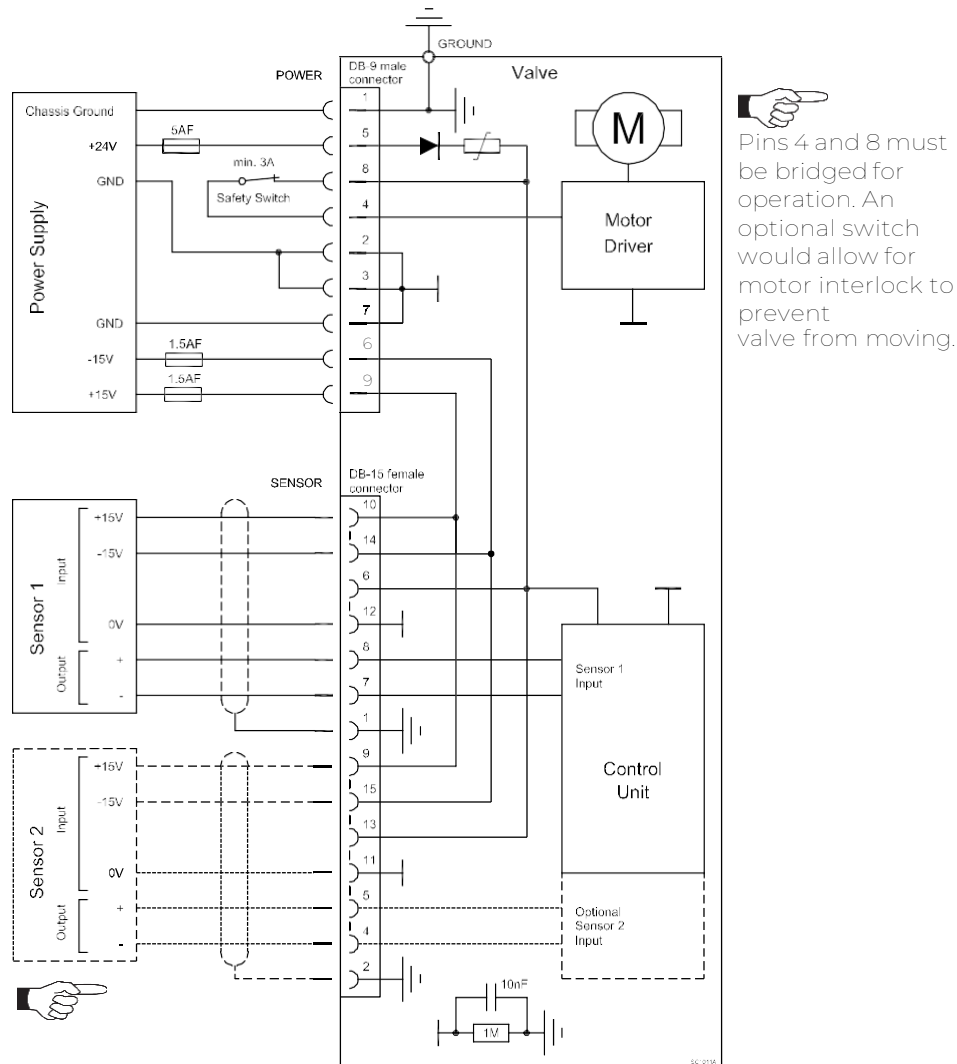 GROUND
POWER
DB-9 male
connector
Valve
Chassis Ground
1
5AF
+24V
5
M
min. 3A
GND
8
Safety Switch
4
Motor
Driver
Power Supply
2
3
7
GND
6
1.5AF
-15V
9
1.5AF
+15V
Pins 4 and 8 must
be bridged for
operation. An
optional switch
would allow for
motor interlock to
prevent
valve from moving.
SENSOR
DB-15 female
connector
Sensor 1
Input
+15V
10
-15V
14
6
0V
12
Output
+
8
-
7
1
Sensor 1
Input
Control
Unit
Sensor 2
Input
+15V
9
-15V
15
13
0V
11
Output
+
5
-
4
2
Optional
Sensor 2
Input
10nF
1M